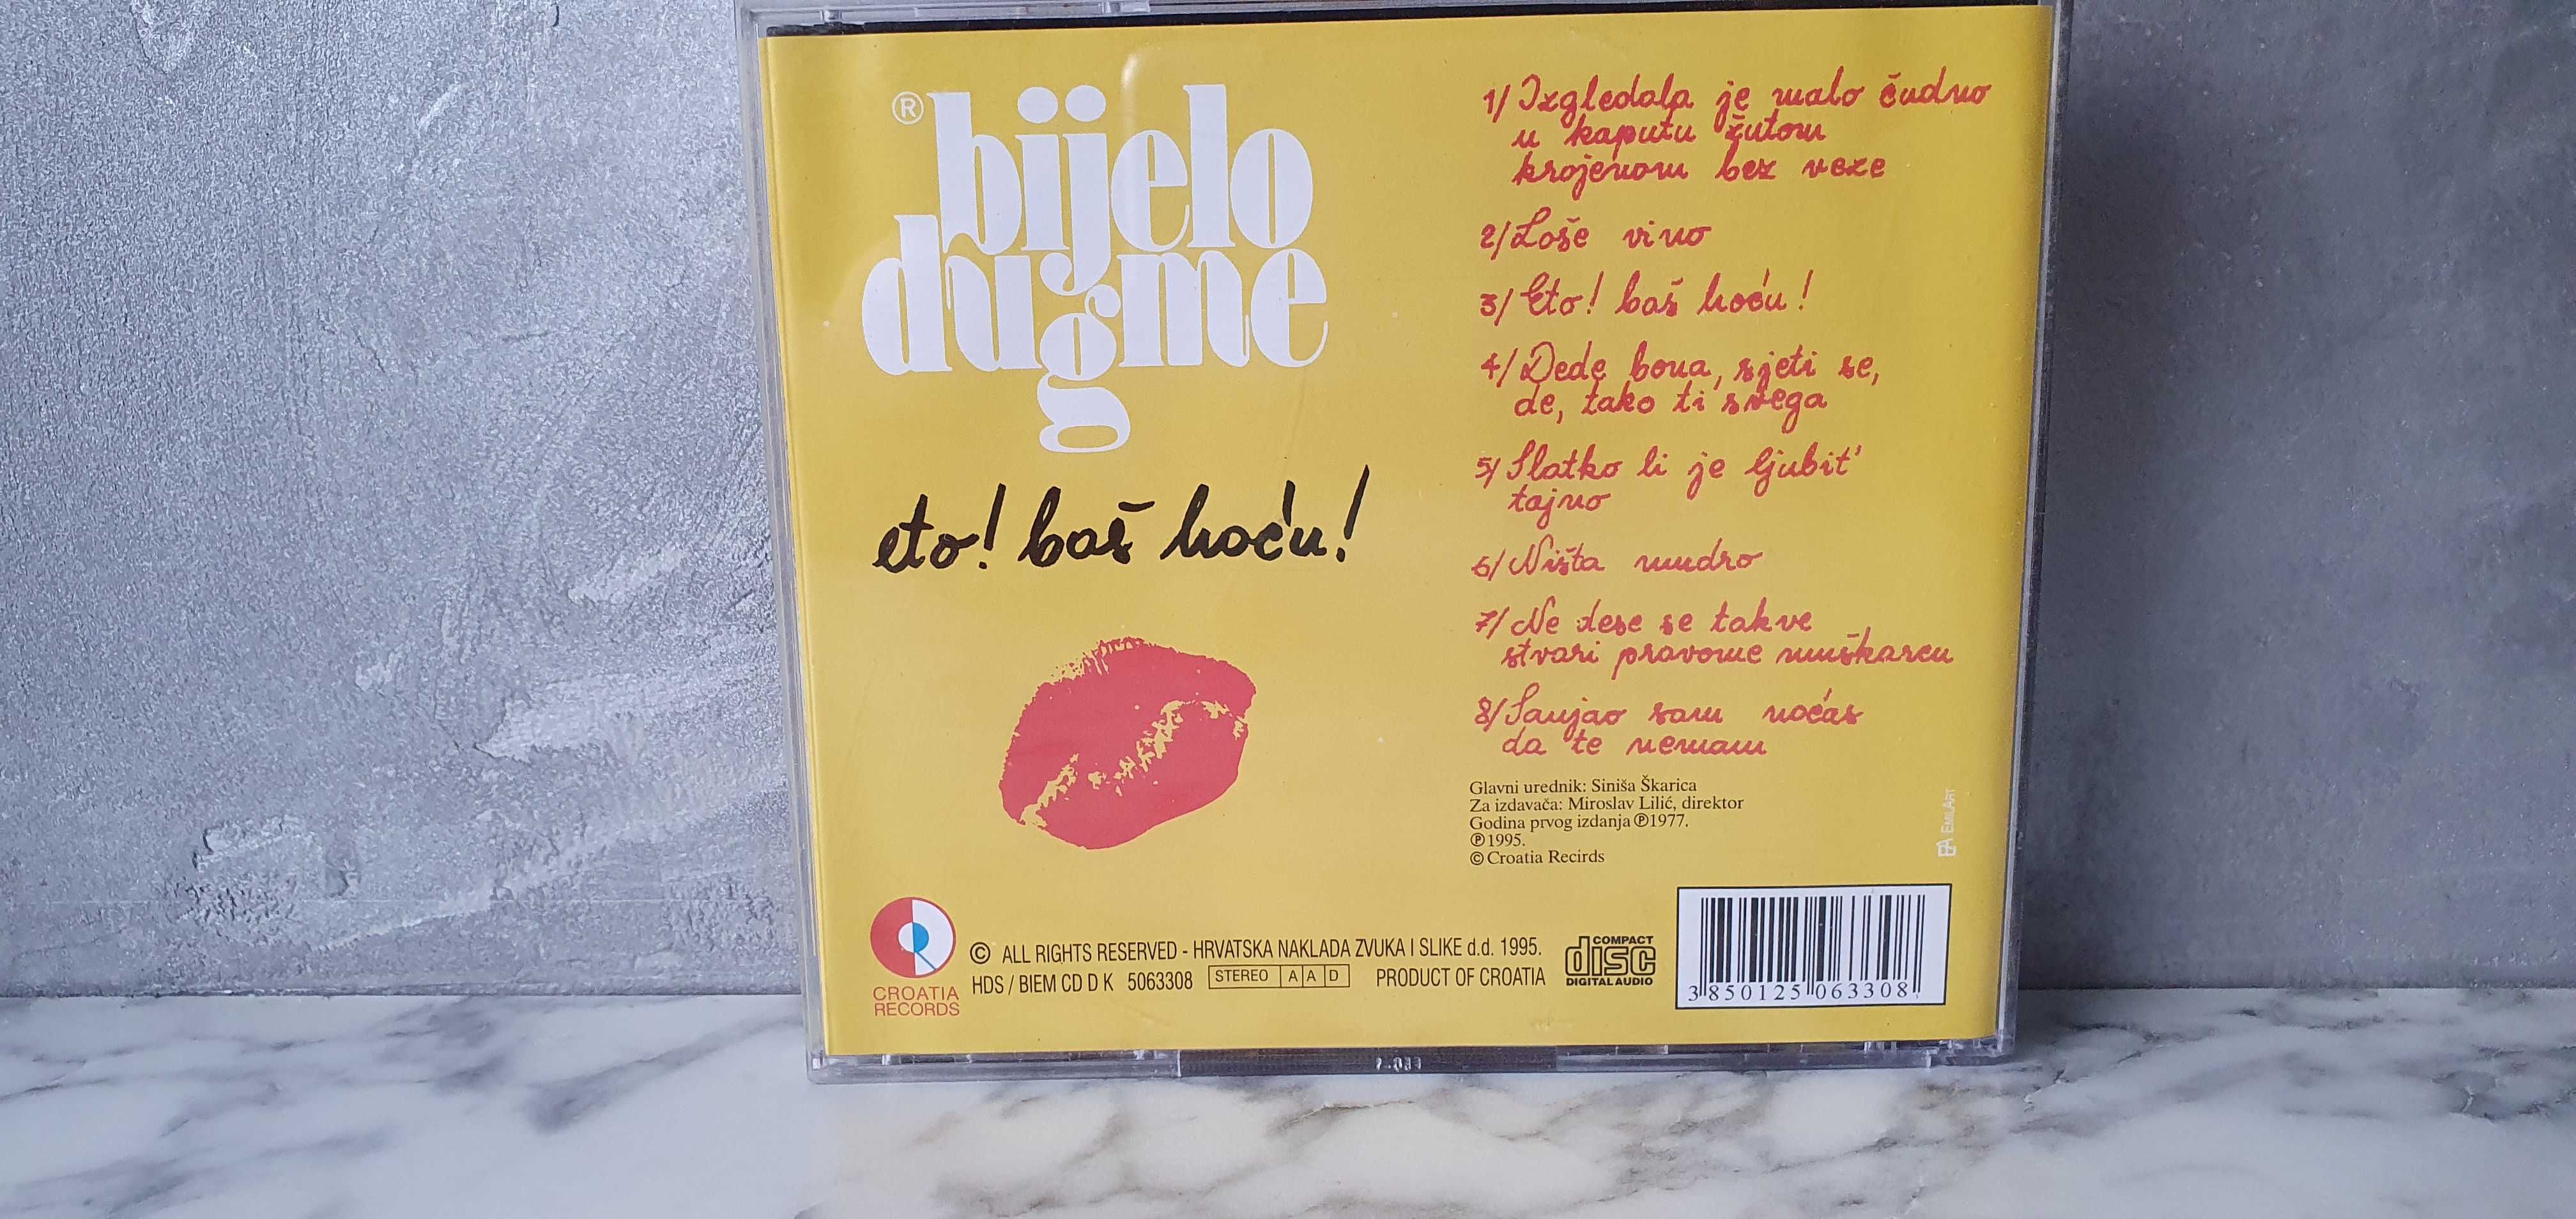 ® bijelo
dugme
eto! baš hoću!
1/ Izgledala je malo čudno
u kaputu žutom
krojenom bez veze
2/ Loše vino
3/ Eto! baš hoću!
4/ Dede bona, sjeti se,
de, tako ti svega
5/ Slatko li je ljubit'
tajno
6/ Ništa mudro
7/ Ne dese se takve
stvari pravome muškarcu
8/ Sanjao sam noćas
da te nemam
Glavni urednik: Siniša Škarica
Za izdavača: Miroslav Lilić, direktor
Godina prvog izdanja ℗1977.
℗1995.
© Croatia Recirds
EA EMILART
CROATIA
RECORDS
© ALL RIGHTS RESERVED - HRVATSKA NAKLADA ZVUKA I SLIKE d.d. 1995.
HDS / BIEM CD D K 5063308 STEREO A A D PRODUCT OF CROATIA
COMPACT
disc
DIGITAL AUDIO
3 850125 063308